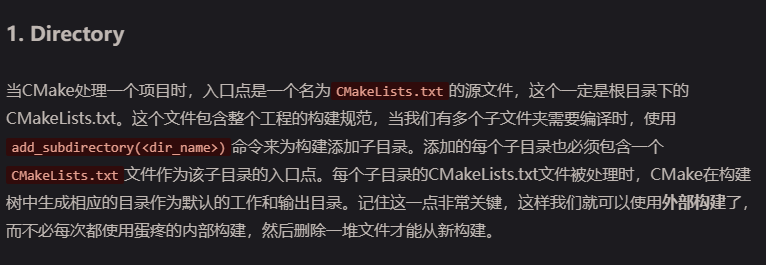 1. Directory
当CMake处理一个项目时，入口点是一个名为 CMakeLists.txt 的源文件，这个一定是根目录下的
CMakeLists.txt。这个文件包含整个工程的构建规范，当我们有多个子文件夹需要编译时，使用
add_subdirectory(<dir_name>) 命令来为构建添加子目录。添加的每个子目录也必须包含一个
CMakeLists.txt 文件作为该子目录的入口点。每个子目录的CMakeLists.txt文件被处理时，CMake在构建
树中生成相应的目录作为默认的工作和输出目录。记住这一点非常关键，这样我们就可以使用外部构建了，
而不必每次都使用蛋疼的内部构建，然后删除一堆文件才能从新构建。